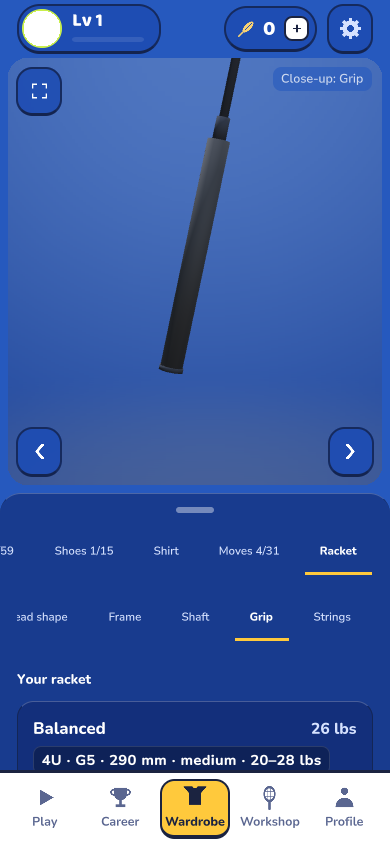 Lv 1
0
+
Close-up: Grip
/59
Shoes 1/15
Shirt
Moves 4/31
Racket
ead shape
Frame
Shaft
Grip
Strings
Your racket
Balanced
26 lbs
4U · G5 · 290 mm · medium · 20–28 lbs
Play
Career
Wardrobe
Workshop
Profile